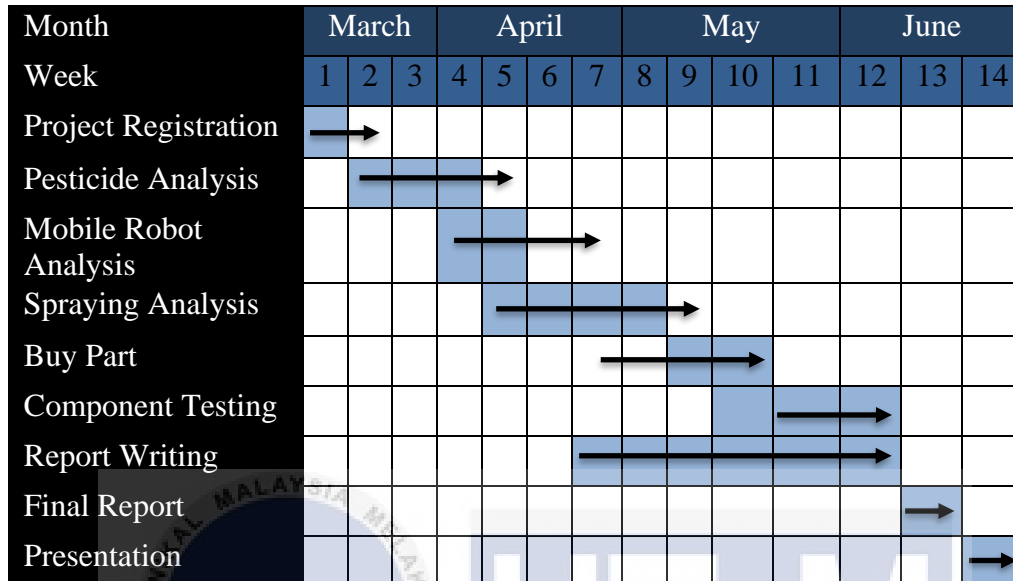 Month March April May June
Week 1 2 3 4 5 6 7 8 9 10 11 12 13 14
Project Registration
Pesticide Analysis
Mobile Robot
Analysis
Spraying Analysis
Buy Part
Component Testing
Report Writing
Final Report
Presentation
MALAYSIA